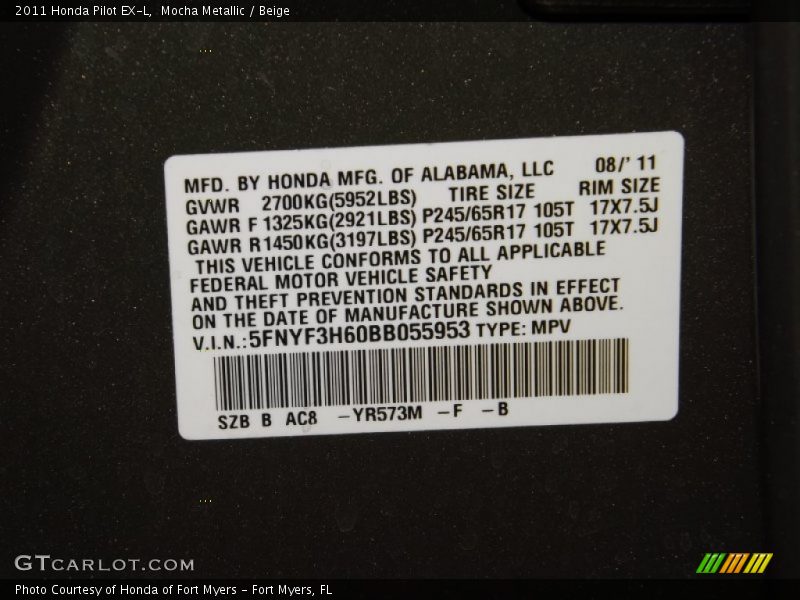 2011 Honda Pilot EX-L, Mocha Metallic / Beige
MFD. BY HONDA MFG. OF ALABAMA, LLC 08/' 11
GVWR 2700KG(5952LBS) TIRE SIZE RIM SIZE
GAWR F 1325KG(2921LBS) P245/65R17 105T 17X7.5J
GAWR R 1450KG(3197LBS) P245/65R17 105T 17X7.5J
THIS VEHICLE CONFORMS TO ALL APPLICABLE
FEDERAL MOTOR VEHICLE SAFETY
AND THEFT PREVENTION STANDARDS IN EFFECT
ON THE DATE OF MANUFACTURE SHOWN ABOVE.
V.I.N.:5FNYF3H60BB055953 TYPE: MPV
SZB B AC8 -YR573M -F -B
GTCARLOT.COM
Photo Courtesy of Honda of Fort Myers - Fort Myers, FL